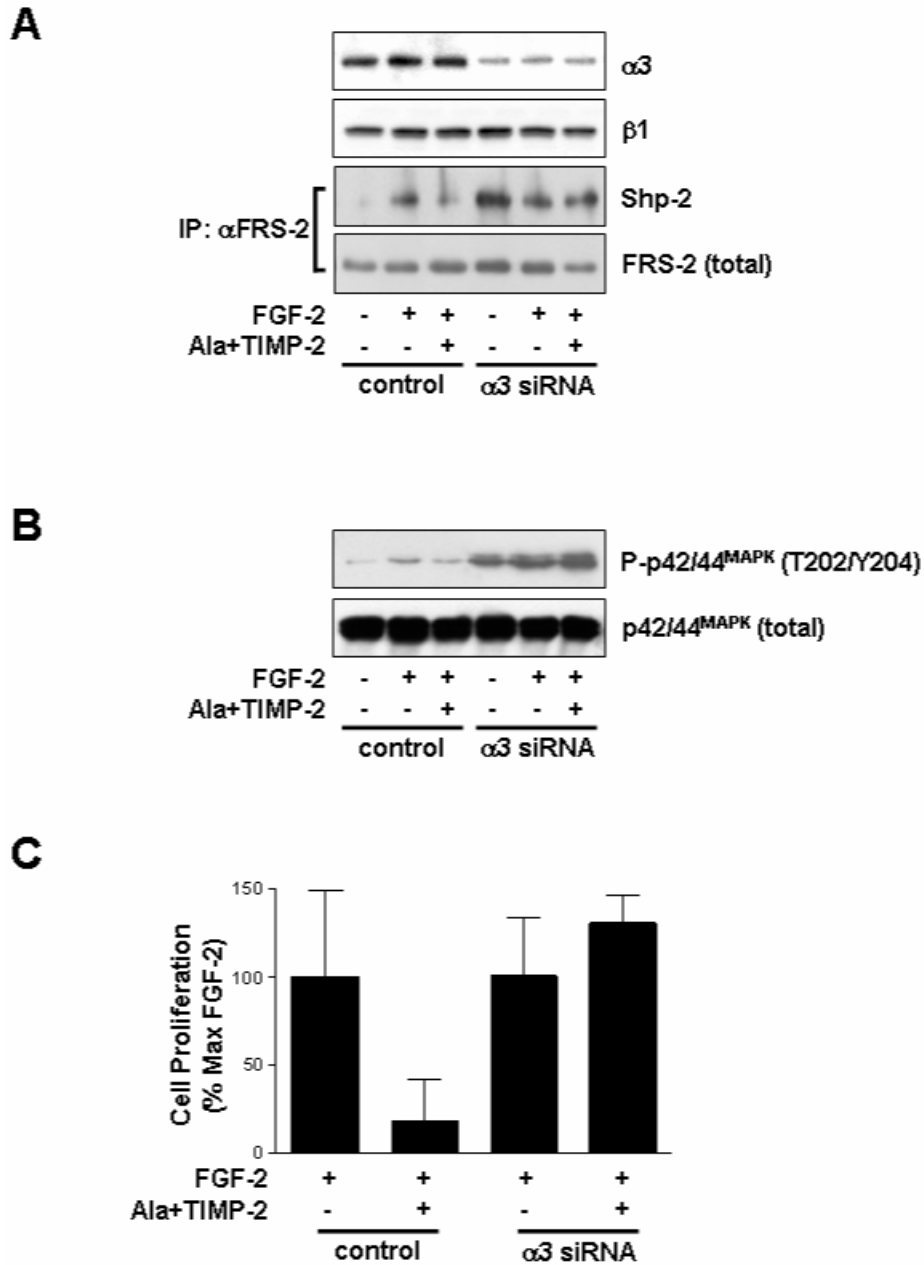 A
α3
β1
Shp-2
IP: αFRS-2
FRS-2 (total)
FGF-2 - + + - + +
Ala+TIMP-2 - - + - - +
control α3 siRNA
B
P-p42/44MAPK (T202/Y204)
p42/44MAPK (total)
FGF-2 - + + - + +
Ala+TIMP-2 - - + - - +
control α3 siRNA
C
Cell Proliferation
(% Max FGF-2)
150
100
50
0
FGF-2 + + + +
Ala+TIMP-2 - + - +
control α3 siRNA